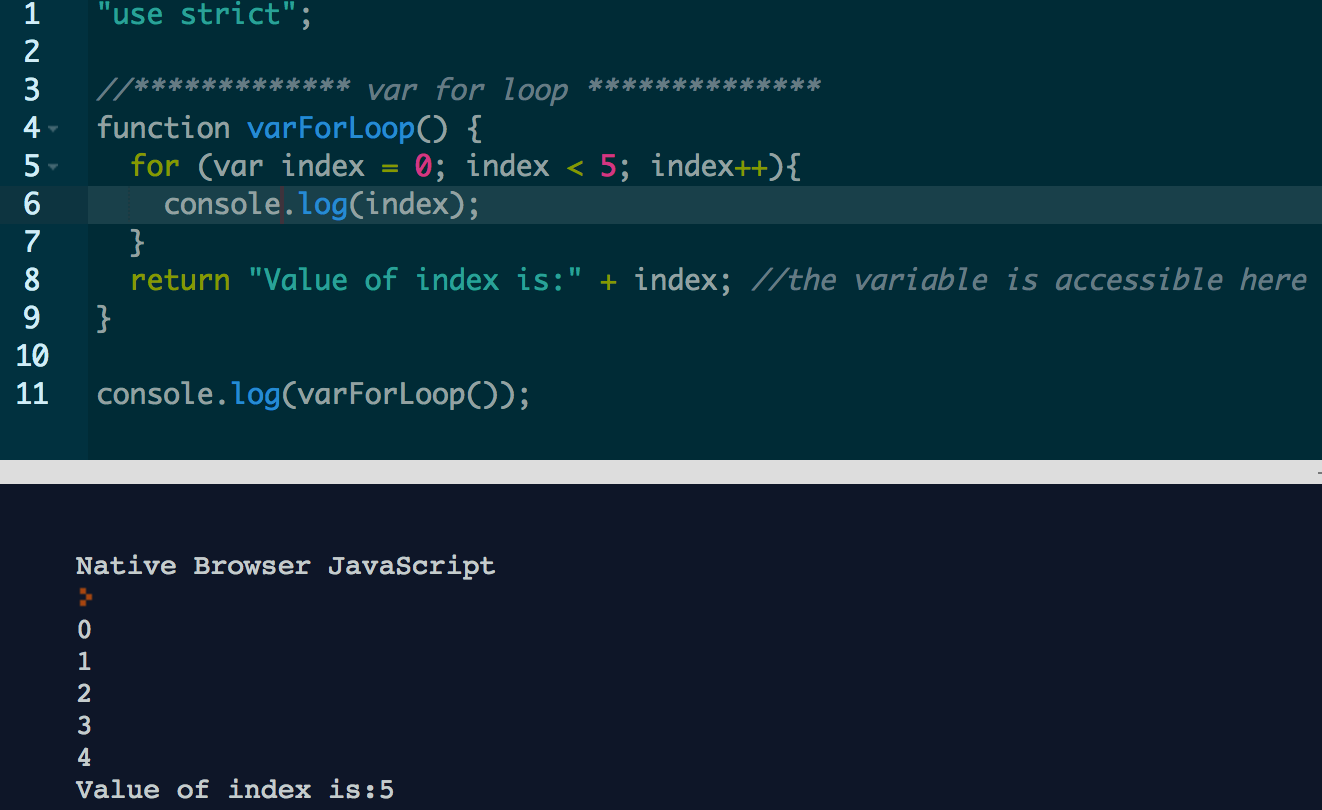 1 "use strict";
2
3 //************* var for loop **************
4 function varForLoop() {
5 for (var index = 0; index < 5; index++){
6 console.log(index);
7 }
8 return "Value of index is:" + index; //the variable is accessible here
9 }
10
11 console.log(varForLoop());
Native Browser JavaScript
>
0
1
2
3
4
Value of index is:5